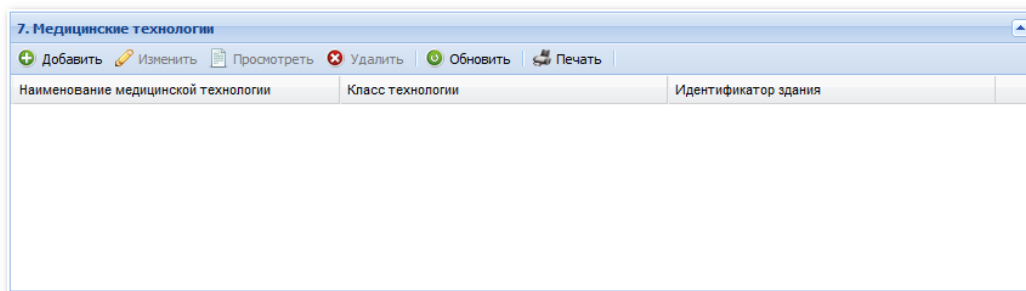 7. Медицинские технологии
Добавить Изменить Просмотреть Удалить Обновить Печать
Наименование медицинской технологии Класс технологии Идентификатор здания